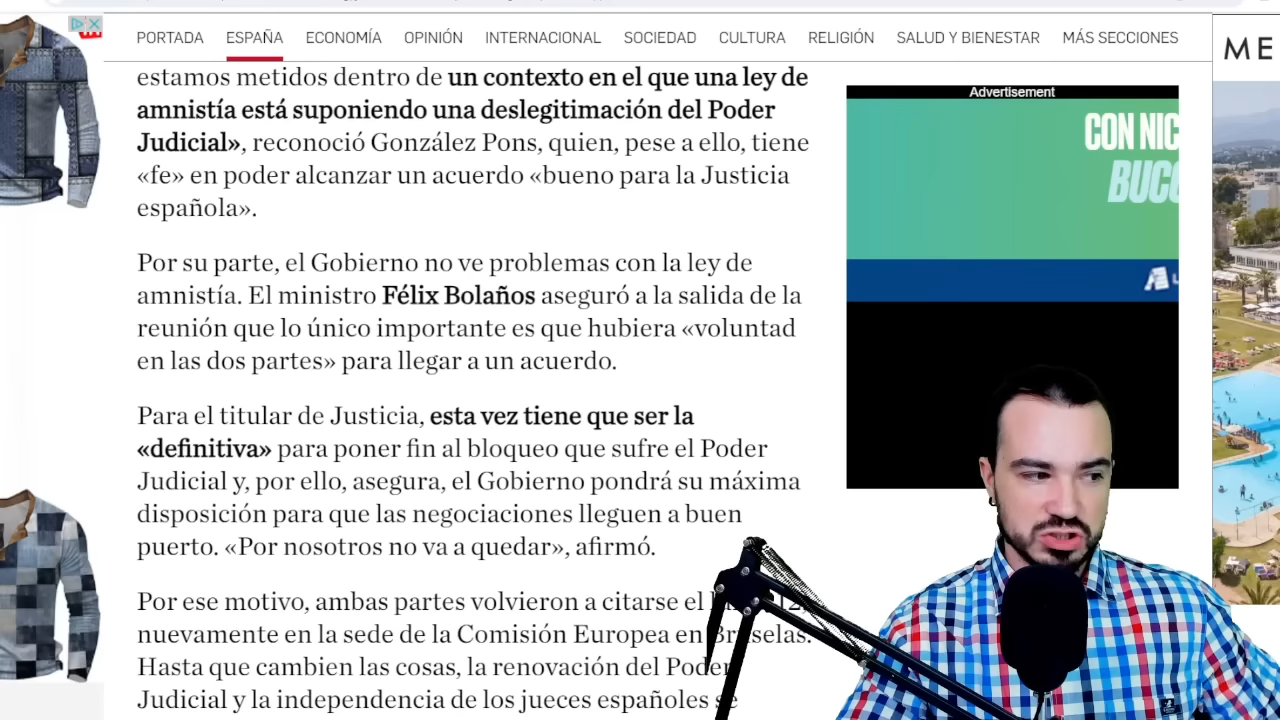 PORTADA ESPAÑA ECONOMÍA OPINIÓN INTERNACIONAL SOCIEDAD CULTURA RELIGIÓN SALUD Y BIENESTAR MÁS SECCIONES
estamos metidos dentro de un contexto en el que una ley de
amnistía está suponiendo una deslegitimación del Poder
Judicial», reconoció González Pons, quien, pese a ello, tiene
«fe» en poder alcanzar un acuerdo «bueno para la Justicia
española».
Por su parte, el Gobierno no ve problemas con la ley de
amnistía. El ministro Félix Bolaños aseguró a la salida de la
reunión que lo único importante es que hubiera «voluntad
en las dos partes» para llegar a un acuerdo.
Para el titular de Justicia, esta vez tiene que ser la
«definitiva» para poner fin al bloqueo que sufre el Poder
Judicial y, por ello, asegura, el Gobierno pondrá su máxima
disposición para que las negociaciones lleguen a buen
puerto. «Por nosotros no va a quedar», afirmó.
Por ese motivo, ambas partes volvieron a citarse el
nuevamente en la sede de la Comisión Europea en Bruselas.
Hasta que cambien las cosas, la renovación del Poder
Judicial y la independencia de los jueces españoles se
Advertisement
CON NIC
BUCC
ME